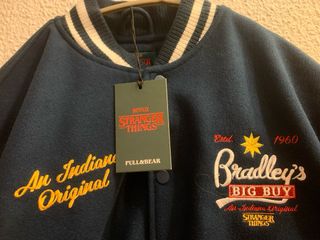 NETFLIX
STRANGER
THINGS
PULL&BEAR
An Indiana
Original
Estd. 1960
Bradley's
BIG BUY
An Indiana Original
STRANGER
THINGS